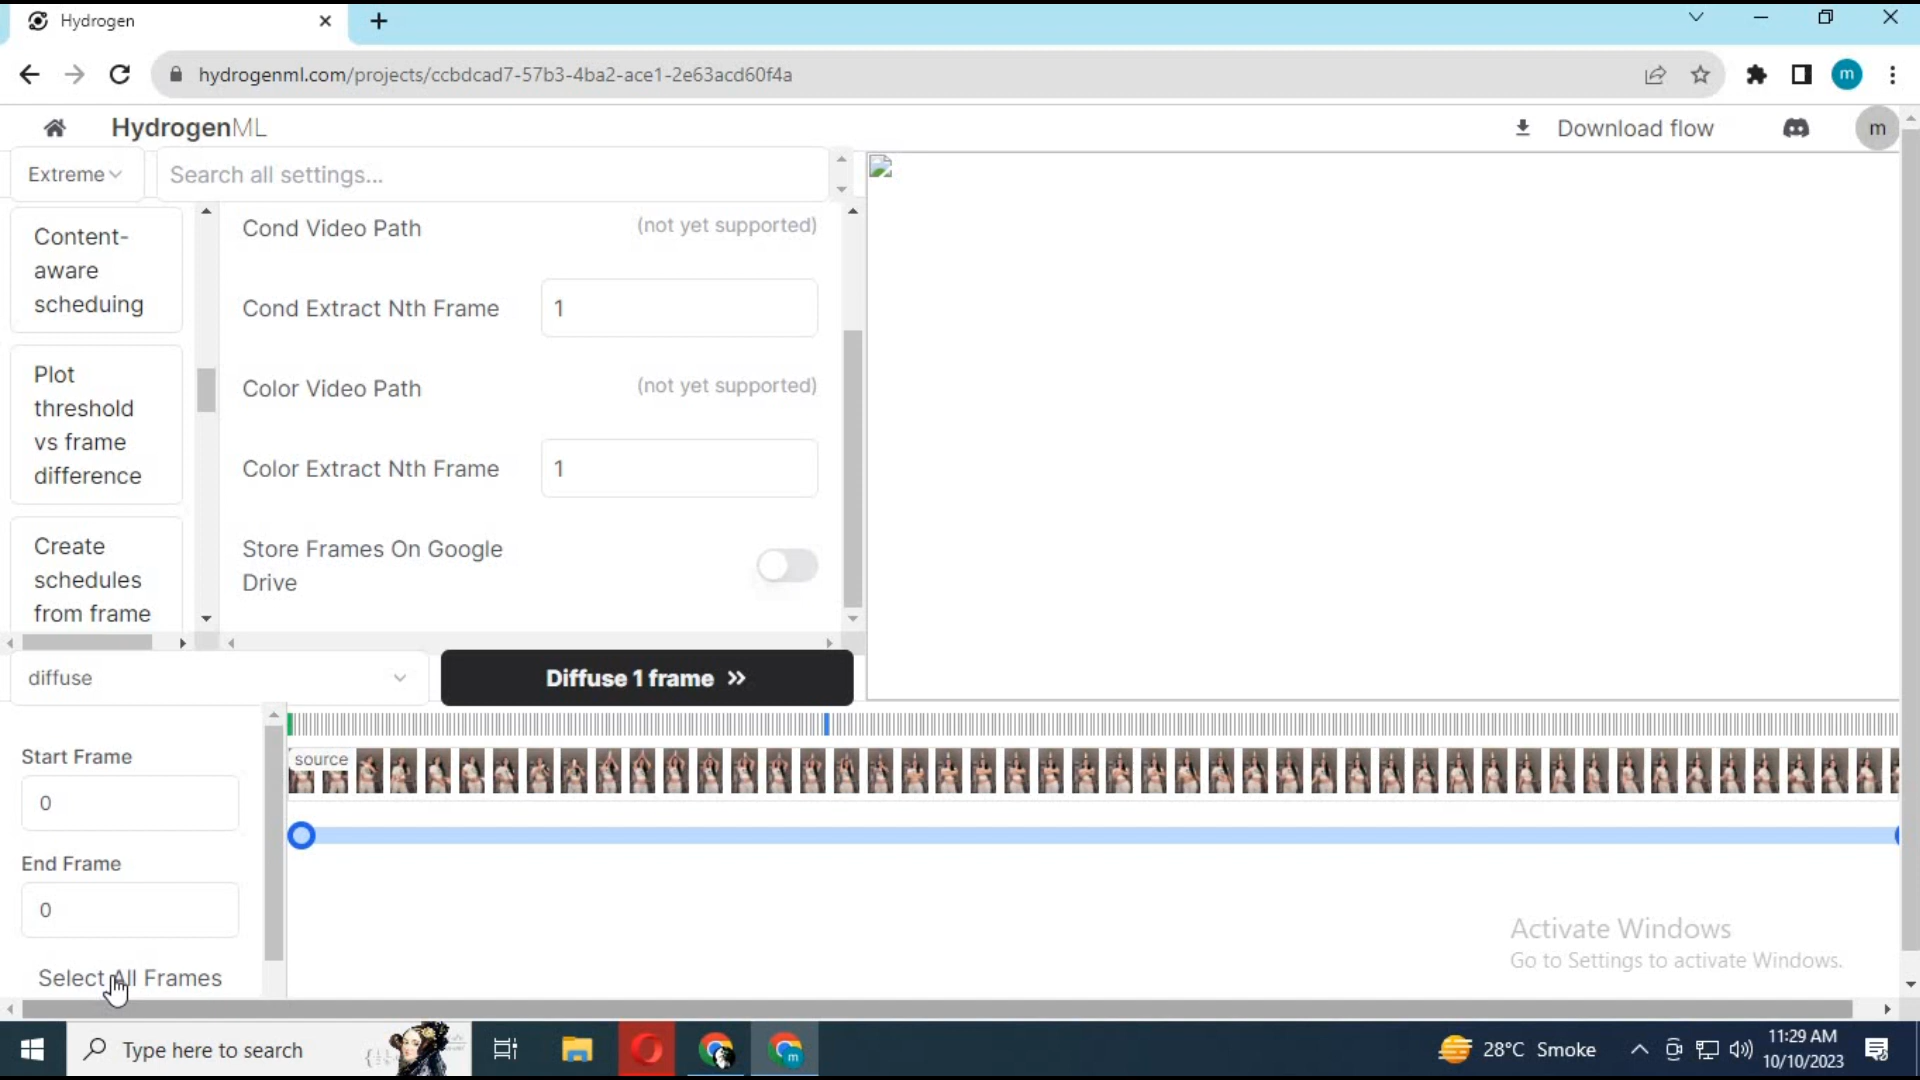 Hydrogen
hydrogenml.com/projects/ccbdcad7-57b3-4ba2-ace1-2e63acd60f4a
m
HydrogenML
Download flow
m
Extreme
Search all settings...
Content-
aware
scheduing
Plot
threshold
vs frame
difference
Create
schedules
from frame
Cond Video Path
(not yet supported)
Cond Extract Nth Frame
1
Color Video Path
(not yet supported)
Color Extract Nth Frame
1
Store Frames On Google
Drive
diffuse
Diffuse 1 frame »
Start Frame
0
End Frame
0
Select All Frames
source
Activate Windows
Go to Settings to activate Windows.
Type here to search
m
28°C Smoke
11:29 AM
10/10/2023